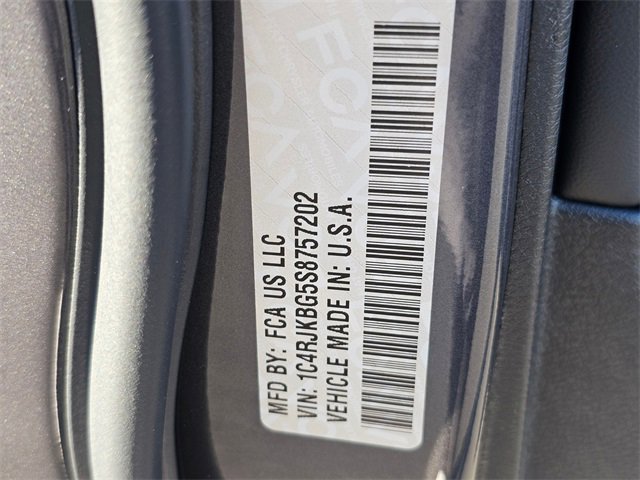 MFD BY: FCA US LLC
VIN: 1C4RJKBG5S8757202
VEHICLE MADE IN: U.S.A.